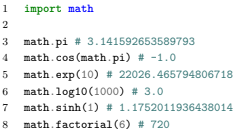 1 import math
2
3 math.pi # 3.141592653589793
4 math.cos(math.pi) # -1.0
5 math.exp(10) # 22026.465794806718
6 math.log10(1000) # 3.0
7 math.sinh(1) # 1.1752011936438014
8 math.factorial(6) # 720